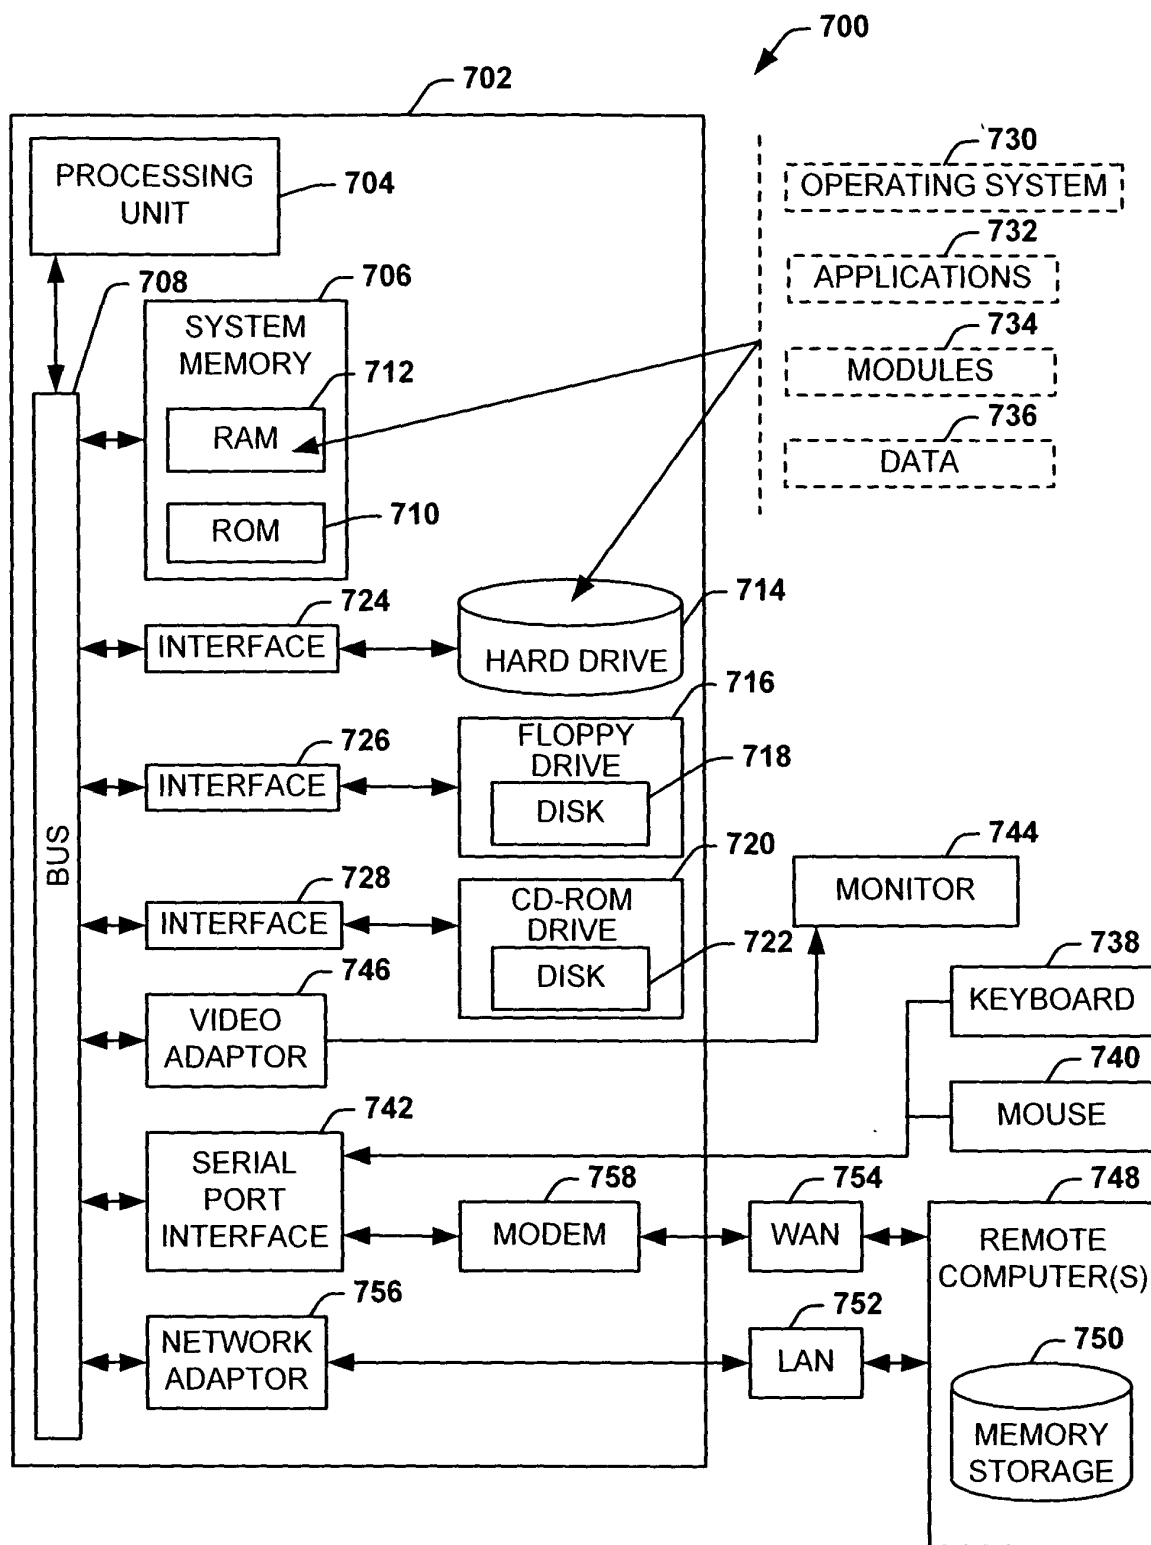 700
702
730
PROCESSING
UNIT
704
OPERATING SYSTEM
732
APPLICATIONS
708
706
SYSTEM
MEMORY
734
MODULES
712
RAM
736
DATA
710
ROM
724
INTERFACE
714
HARD DRIVE
716
726
INTERFACE
FLOPPY
DRIVE
718
DISK
BUS
720
744
MONITOR
728
INTERFACE
CD-ROM
DRIVE
722
DISK
738
KEYBOARD
746
VIDEO
ADAPTOR
740
MOUSE
742
SERIAL
PORT
INTERFACE
758
MODEM
754
WAN
748
REMOTE
COMPUTER(S)
756
NETWORK
ADAPTOR
752
LAN
750
MEMORY
STORAGE